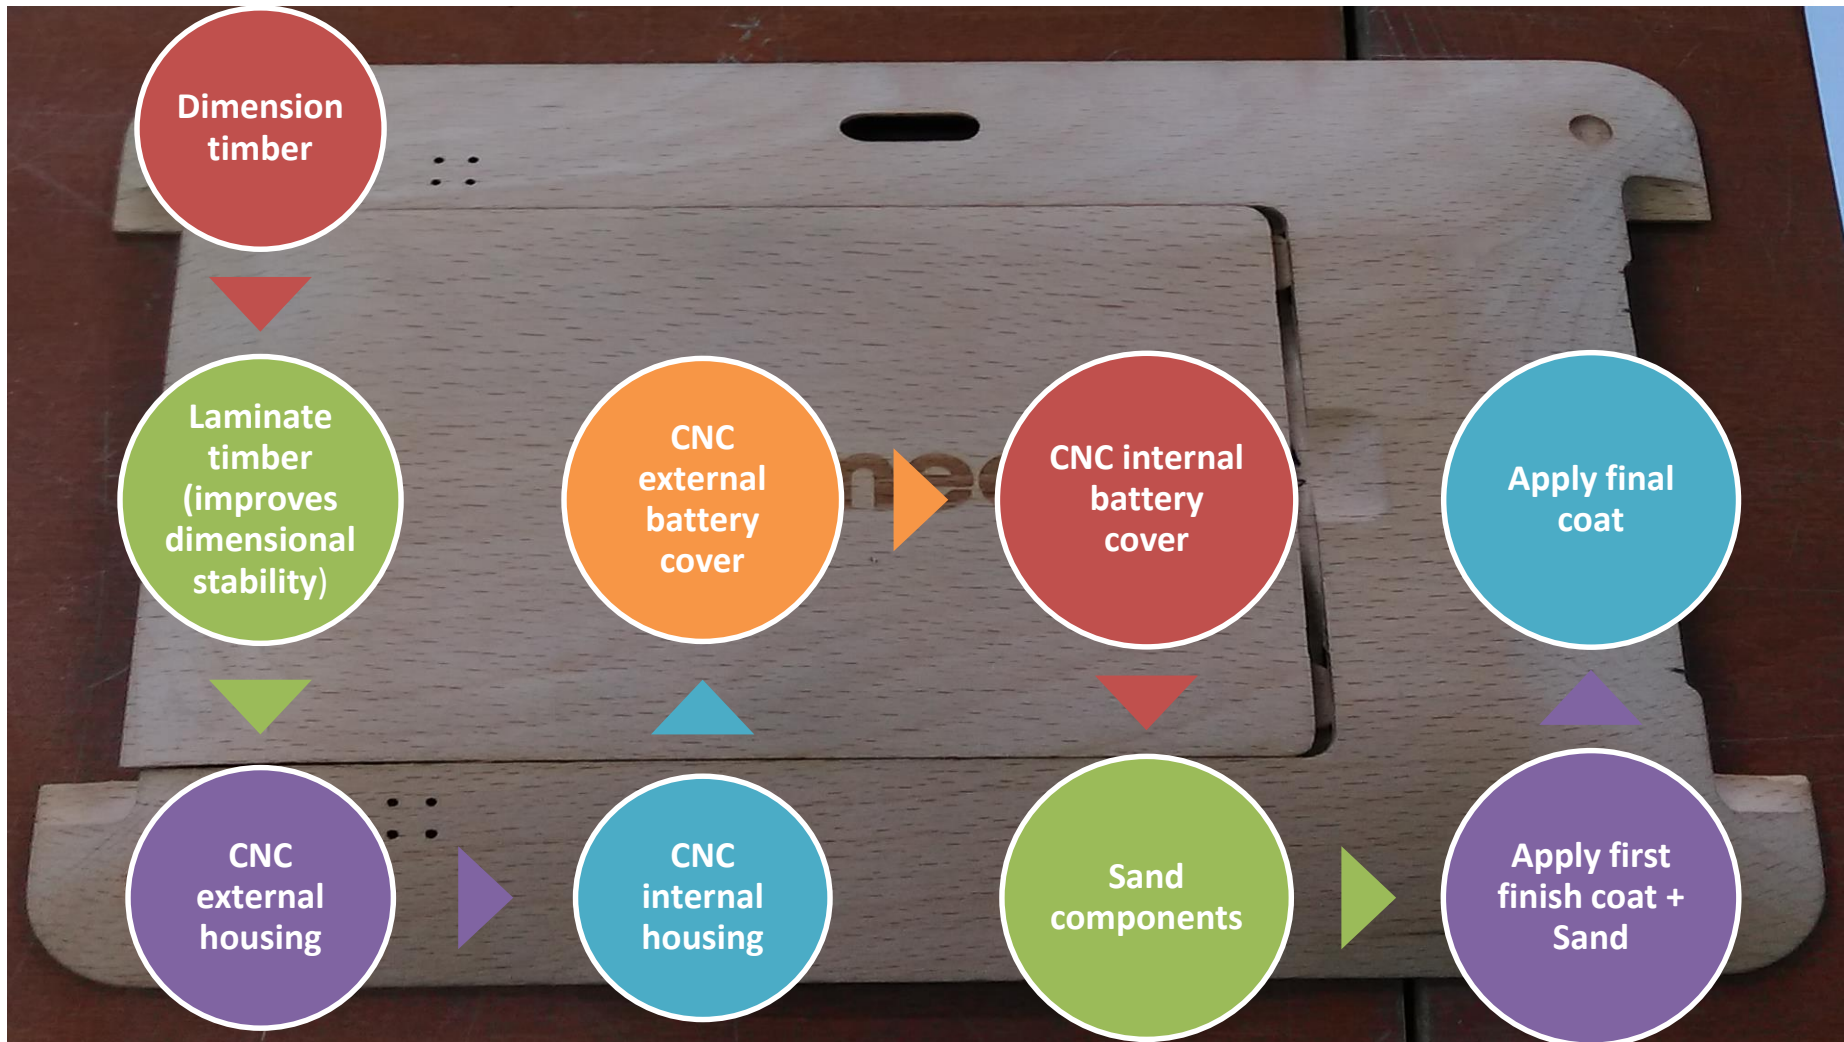 Dimension
timber
Laminate
timber
(improves
dimensional
stability)
CNC
external
housing
CNC
internal
housing
CNC
external
battery
cover
CNC internal
battery
cover
Sand
components
Apply first
finish coat +
Sand
Apply final
coat